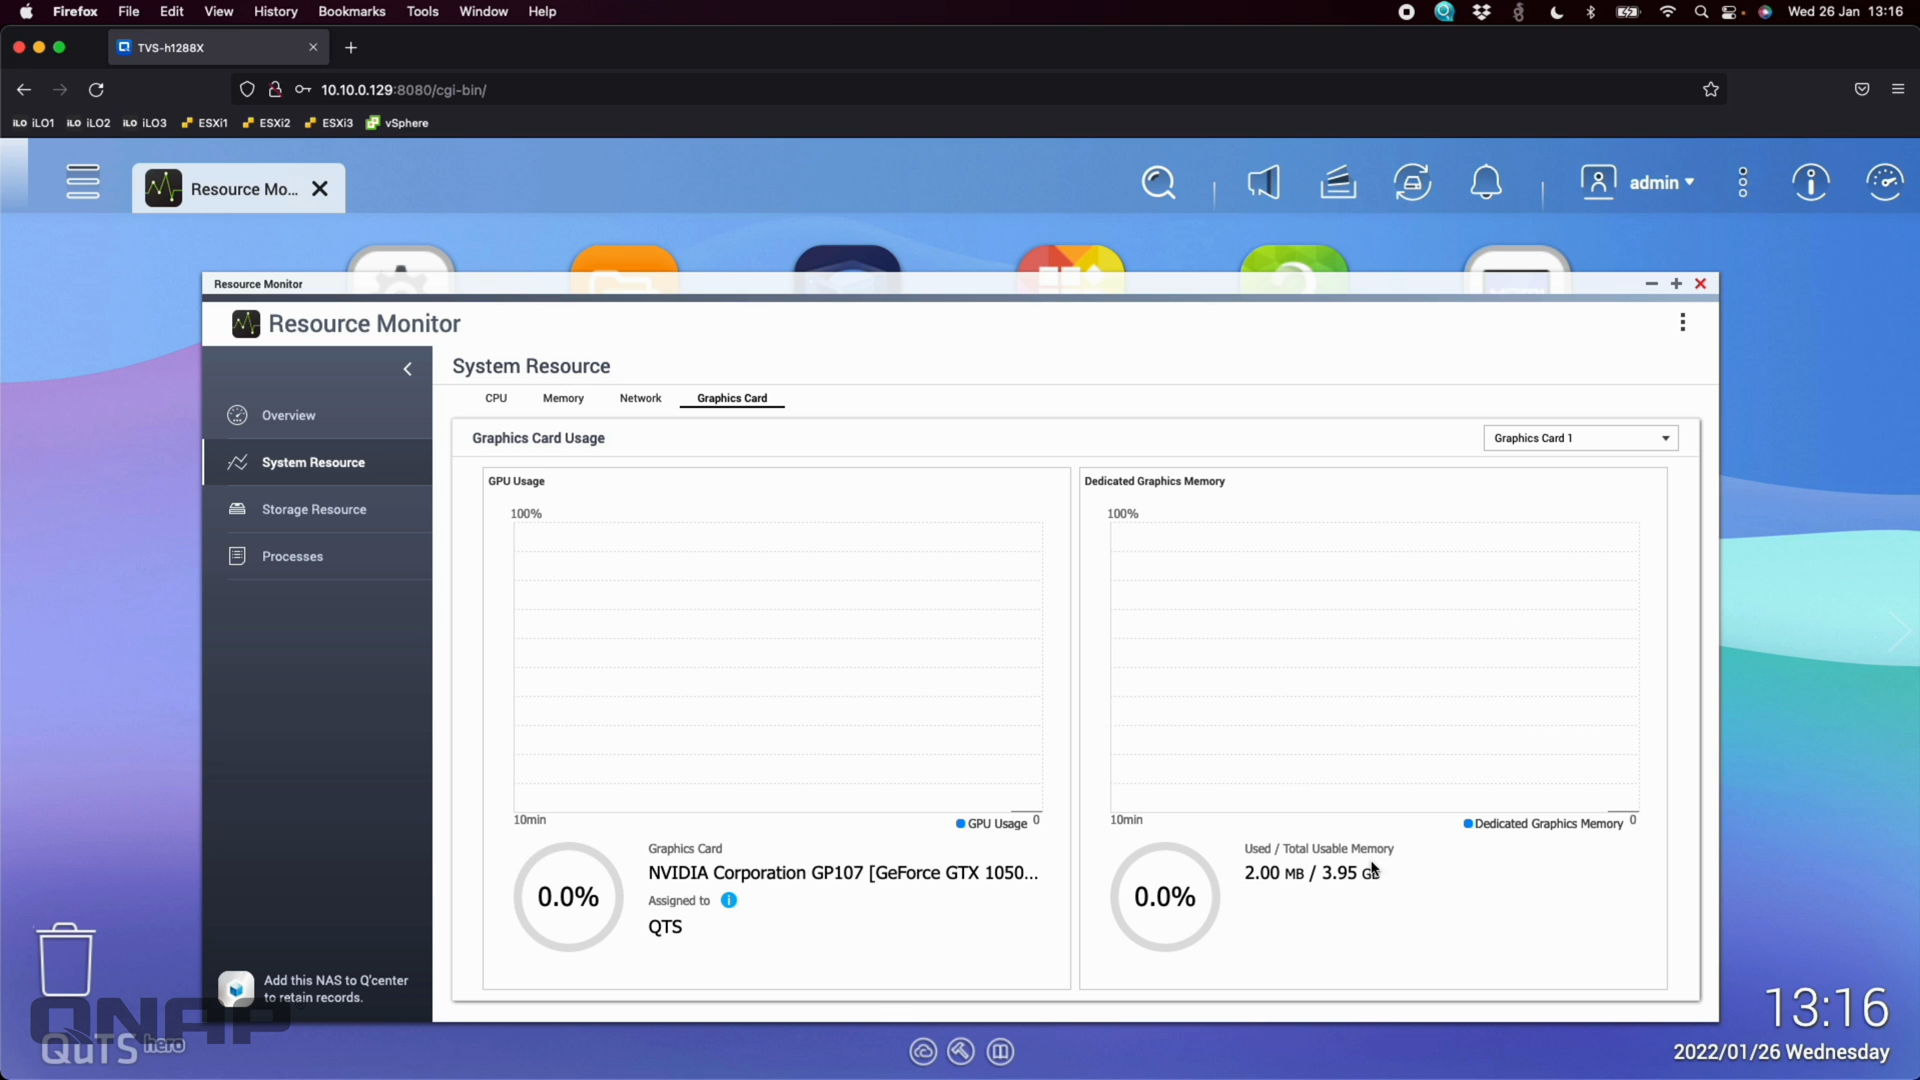 Firefox File Edit View History Bookmarks Tools Window Help Wed 26 Jan 13:16
TVS-h1288X
10.10.0.129:8080/cgi-bin/
iLO iLO1 iLO iLO2 iLO iLO3 ESXi1 ESXi2 ESXi3 vSphere
Resource Mo... admin
Resource Monitor
Resource Monitor
System Resource
CPU Memory Network Graphics Card
Overview
System Resource
Storage Resource
Processes
Graphics Card Usage Graphics Card 1
GPU Usage
100%
10min GPU Usage 0
0.0%
Graphics Card
NVIDIA Corporation GP107 [GeForce GTX 1050...
Assigned to
QTS
Dedicated Graphics Memory
100%
10min Dedicated Graphics Memory 0
0.0%
Used / Total Usable Memory
2.00 MB / 3.95 GB
Add this NAS to Q'center
to retain records.
QNAP
QuTS hero
13:16
2022/01/26 Wednesday